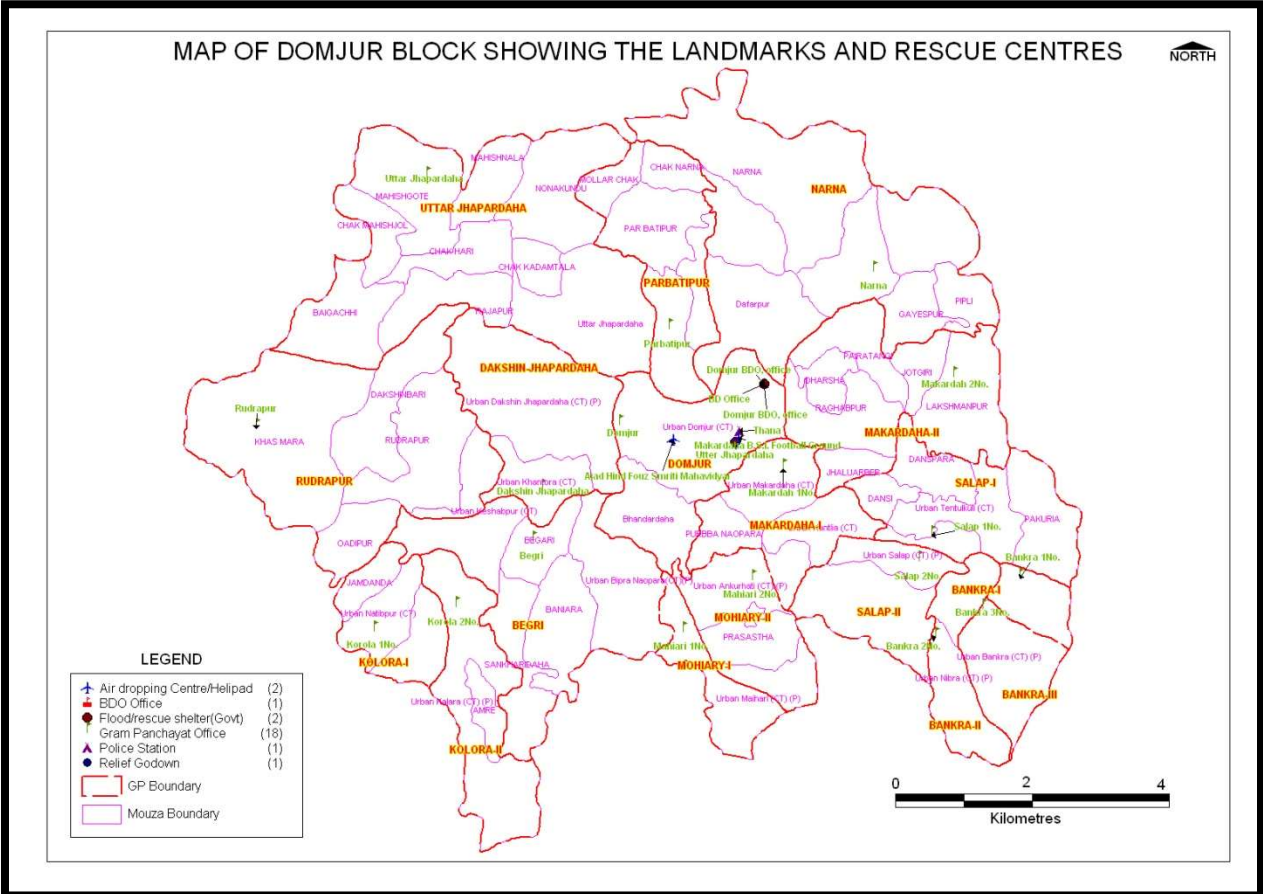 MAP OF DOMJUR BLOCK SHOWING THE LANDMARKS AND RESCUE CENTRES
NORTH
MAHISHNALA
Uttar Jhapardaha
NONAKUNDU
MOLLAR CHAK
CHAK NARNA
NARNA
NARNA
MAHISHGOTE
UTTAR JHAPARDAHA
CHAK MAHISHJOL
PAR BATIPUR
CHAK HARI
CHAK KADAMTALA
PARBATIPUR
Narna
Dafarpur
PIPLI
BAIGACHHI
RAJAPUR
GAYESPUR
Uttar Jhapardaha
Parbatipur
PAIRATANGI
DAKSHIN-JHAPARDAHA
Domjur BDO, office
DHARSHA
JOTGIRI
Makardah 2No.
DAKSHIBARI
Urban Dakshin Jhapardaha (CT) (P)
BD Office
RAGHABPUR
LAKSHMANPUR
Rudrapur
Domjur BDO, office
KHAS MARA
RUDRAPUR
Domjur
Urban Domjur (CT)
Thana
MAKARDAHA-II
Makardaha B.Sd. Football Ground
Utter Jhapardaha
DOMJUR
DANSPARA
RUDRAPUR
Urban Khantora (CT)
Azad Hind Fouz Smriti Mahavidyal
JHALUARBER
SALAP-I
Dakshin Jhapardaha
Urban Makardaha (CT)
Makardah 1No.
DANSI
Urban Keshabpur (CT)
Bhandardaha
Urban Tentulkuli (CT)
PAKURIA
MAKARDAHA-I
Salap 1No.
PURBBA NAOPARA
OADIPUR
BEGARI
Begri
Urban Salap (CT) (P)
Bankra 1No.
JAMDANDA
Urban Bipra Naopara(CT)(P)
Urban Ankurhati (CT) (P)
Salap 2No.
BANKRA-I
Mahiari 2No.
Urban Natibpur (CT)
Korola 2No.
BANIARA
SALAP-II
Bankra 3No.
BEGRI
MOHIARY-II
Korola 1No.
PRASASTHA
Mohiari 1No.
Bankra 2No.
KOLORA-I
SANKHARDAHA
MOHIARY-I
Urban Bankra (CT) (P)
Urban Nibra (CT) (P)
Urban Kalara (CT) (P)
Urban Maihari (CT) (P)
BANKRA-III
AMRE
BANKRA-II
KOLORA-II
LEGEND
Air dropping Centre/Helipad (2)
BDO Office (1)
Flood/rescue shelter(Govt) (2)
Gram Panchayat Office (18)
Police Station (1)
Relief Godown (1)
GP Boundary
Mouza Boundary
0 2 4
Kilometres